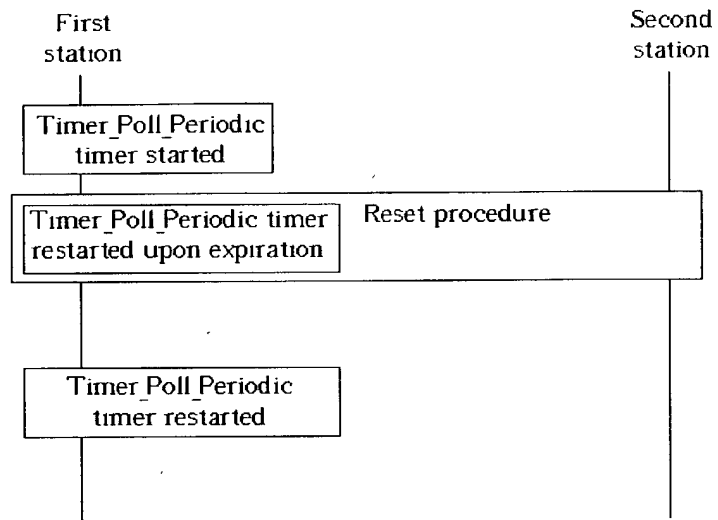 First
station
Second
station
Timer_Poll_Periodic
timer started
Timer_Poll_Periodic timer
restarted upon expiration
Reset procedure
Timer_Poll_Periodic
timer restarted